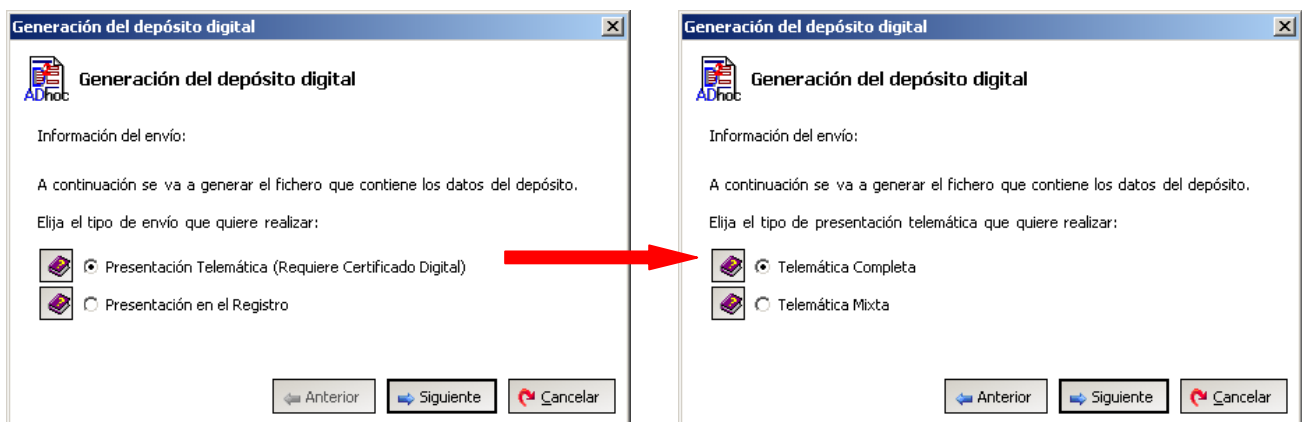 Generación del depósito digital
ADhoc
Generación del depósito digital
Información del envío:
A continuación se va a generar el fichero que contiene los datos del depósito.
Elija el tipo de envío que quiere realizar:
Presentación Telemática (Requiere Certificado Digital)
Presentación en el Registro
Anterior
Siguiente
Cancelar
Generación del depósito digital
ADhoc
Generación del depósito digital
Información del envío:
A continuación se va a generar el fichero que contiene los datos del depósito.
Elija el tipo de presentación telemática que quiere realizar:
Telemática Completa
Telemática Mixta
Anterior
Siguiente
Cancelar